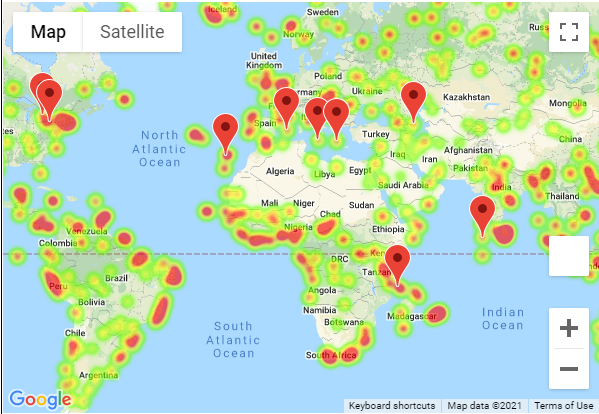 Map
Satellite
Iceland
Sweden
Norway
United
Kingdom
Poland
Germany
Ukraine
Kazakhstan
Mongolia
Spain
North
Atlantic
Ocean
Turkey
Afghanistan
China
Iraq
Iran
Pakistan
Algeria
Libya
Egypt
Saudi Arabia
India
Mali
Niger
Sudan
Thailand
Chad
Nigeria
Ethiopia
Venezuela
Colombia
DRC
Tanzania
Brazil
Peru
Angola
Bolivia
Namibia
Botswana
Madagascar
Indian
Ocean
South
Atlantic
Ocean
Chile
South Africa
Argentina
Google
Keyboard shortcuts
Map data ©2021
Terms of Use